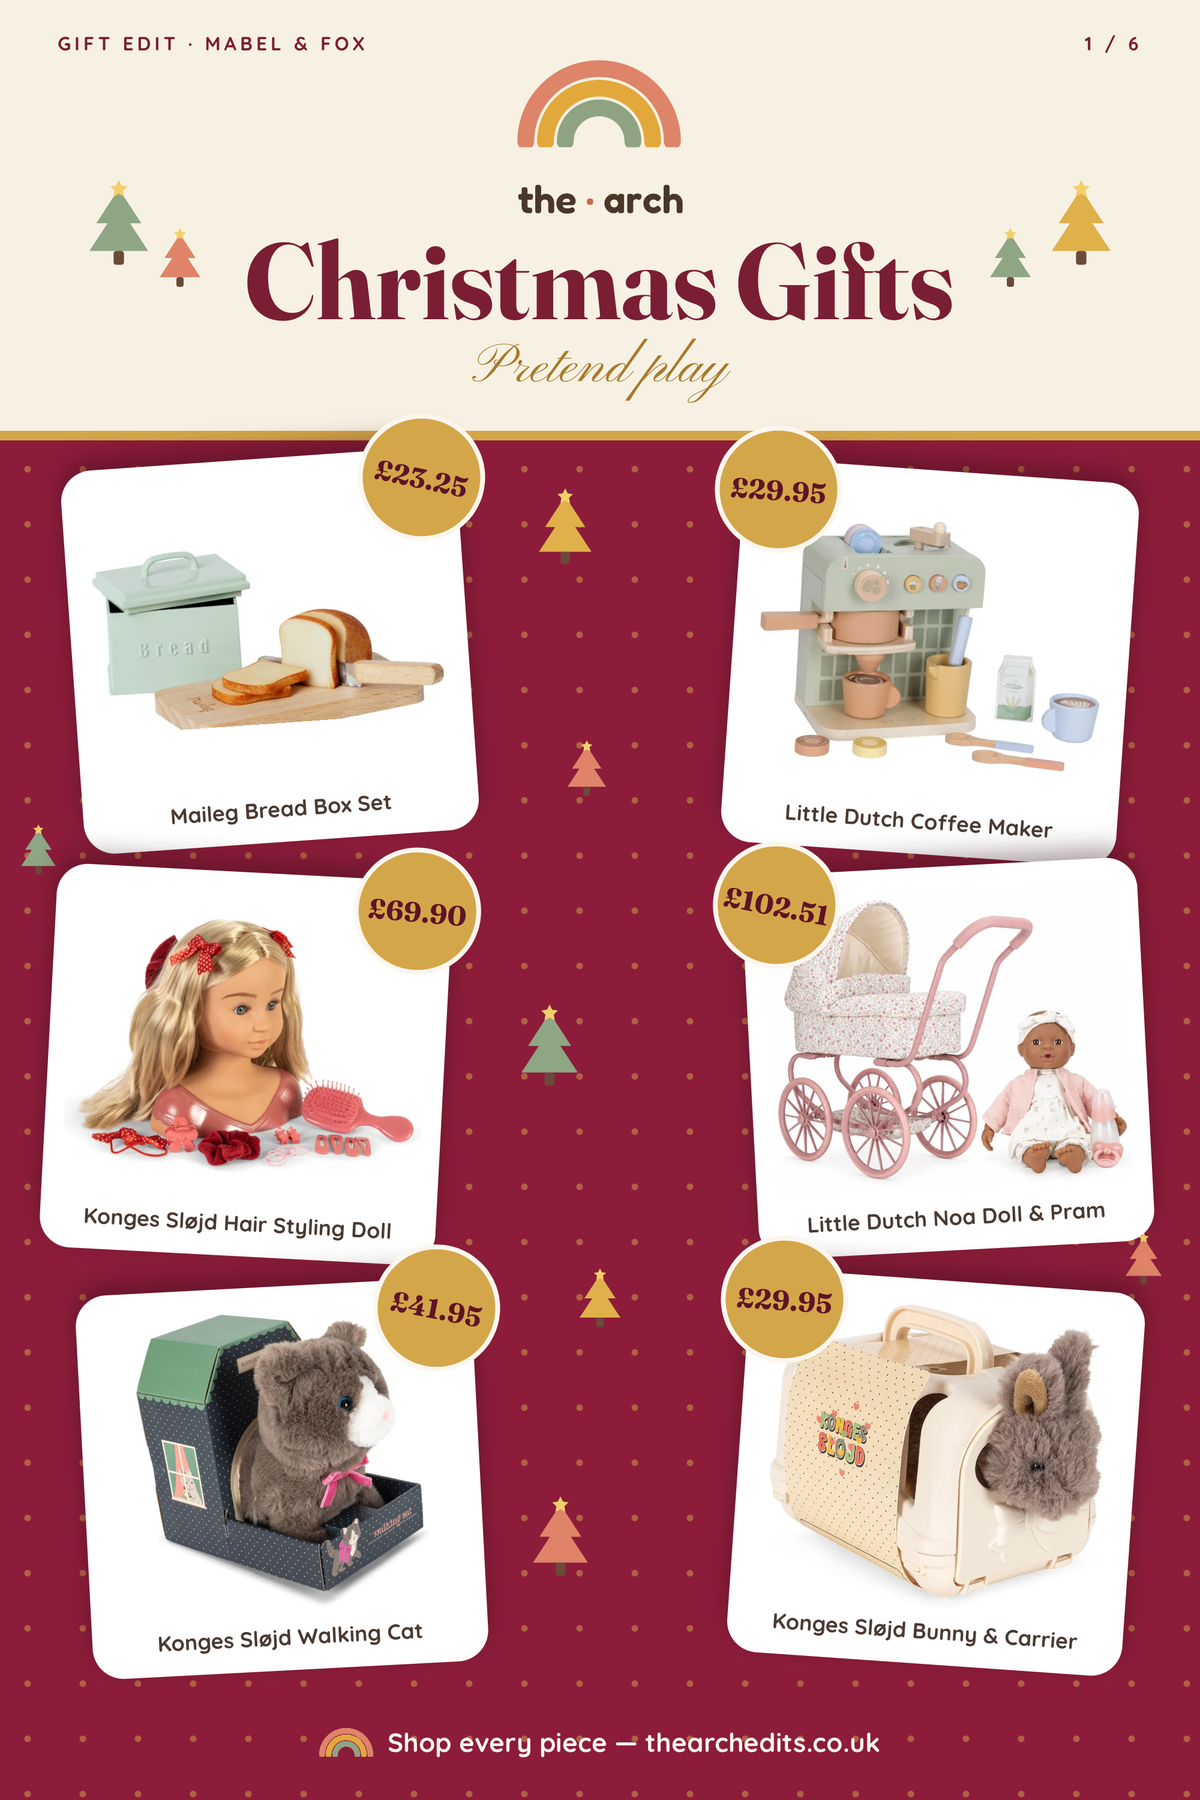 GIFT EDIT · MABEL & FOX
1 / 6
the · arch
Christmas Gifts
Pretend play
£23.25
£29.95
Bread
Maileg Bread Box Set
Milk
Little Dutch Coffee Maker
£69.90
£102.51
Konges Sløjd Hair Styling Doll
Little Dutch Noa Doll & Pram
£41.95
£29.95
KONGES
SLØJD
Konges Sløjd Walking Cat
Konges Sløjd Bunny & Carrier
Shop every piece — thearchedits.co.uk